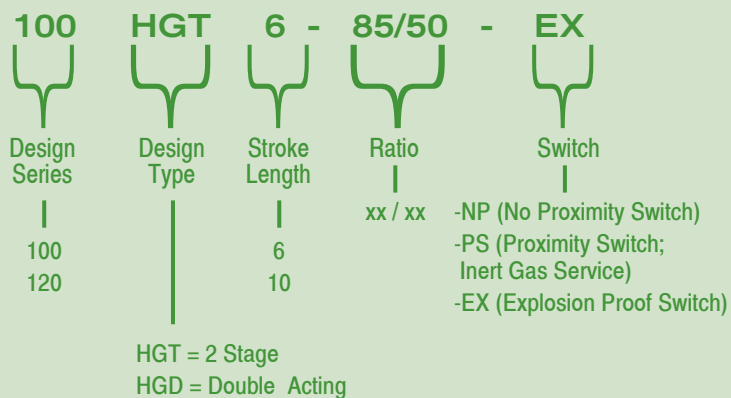 100 HGT 6 - 85/50 - EX
Design Series
Design Type
Stroke Length
Ratio
Switch
100
120
HGT = 2 Stage
HGD = Double Acting
6
10
xx / xx
-NP (No Proximity Switch)
-PS (Proximity Switch;
Inert Gas Service)
-EX (Explosion Proof Switch)